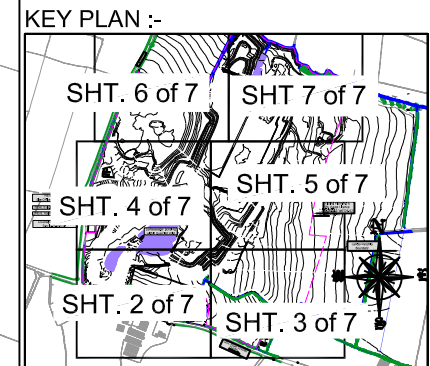 KEY PLAN :-
SHT. 6 of 7
SHT 7 of 7
SHT. 5 of 7
SHT. 4 of 7
SHT. 2 of 7
SHT. 3 of 7